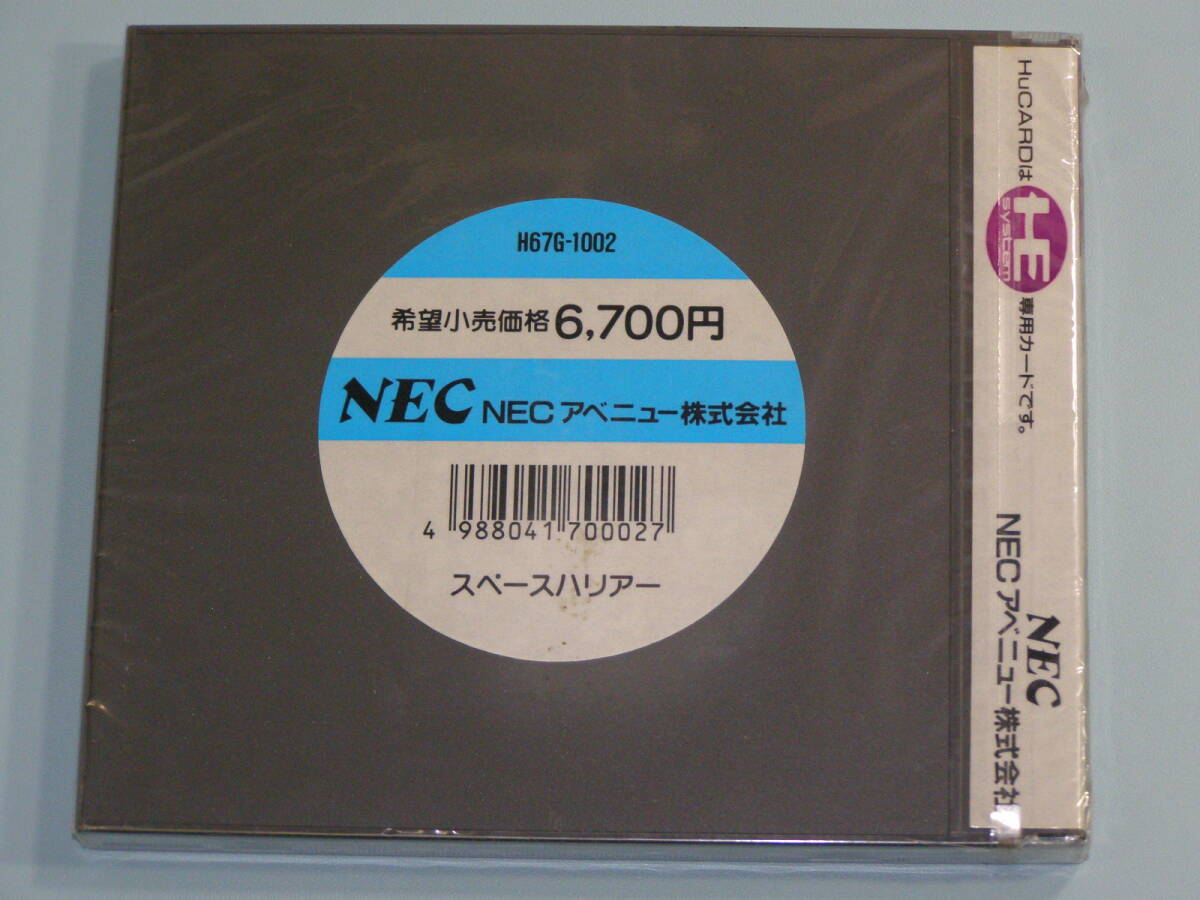 H67G-1002
希望小売価格6,700円
NEC NECアベニュー株式会社
4 988041 700027
スペースハリアー
HuCARDは HE system 専用カードです。
NEC
NECアベニュー株式会社